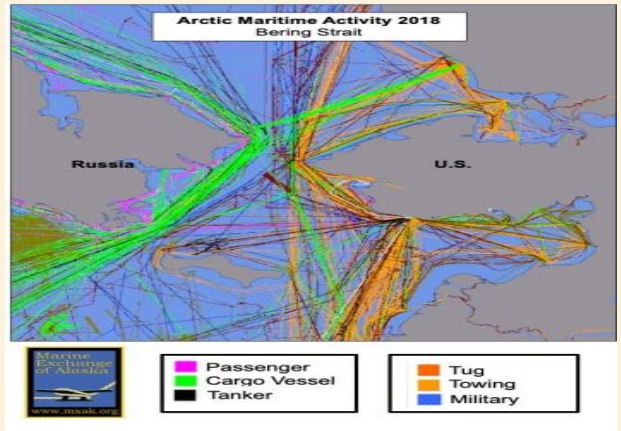 Arctic Maritime Activity 2018
Bering Strait
Russia
U.S.
Marine
Exchange
of Alaska
www.mxak.org
Passenger
Cargo Vessel
Tanker
Tug
Towing
Military